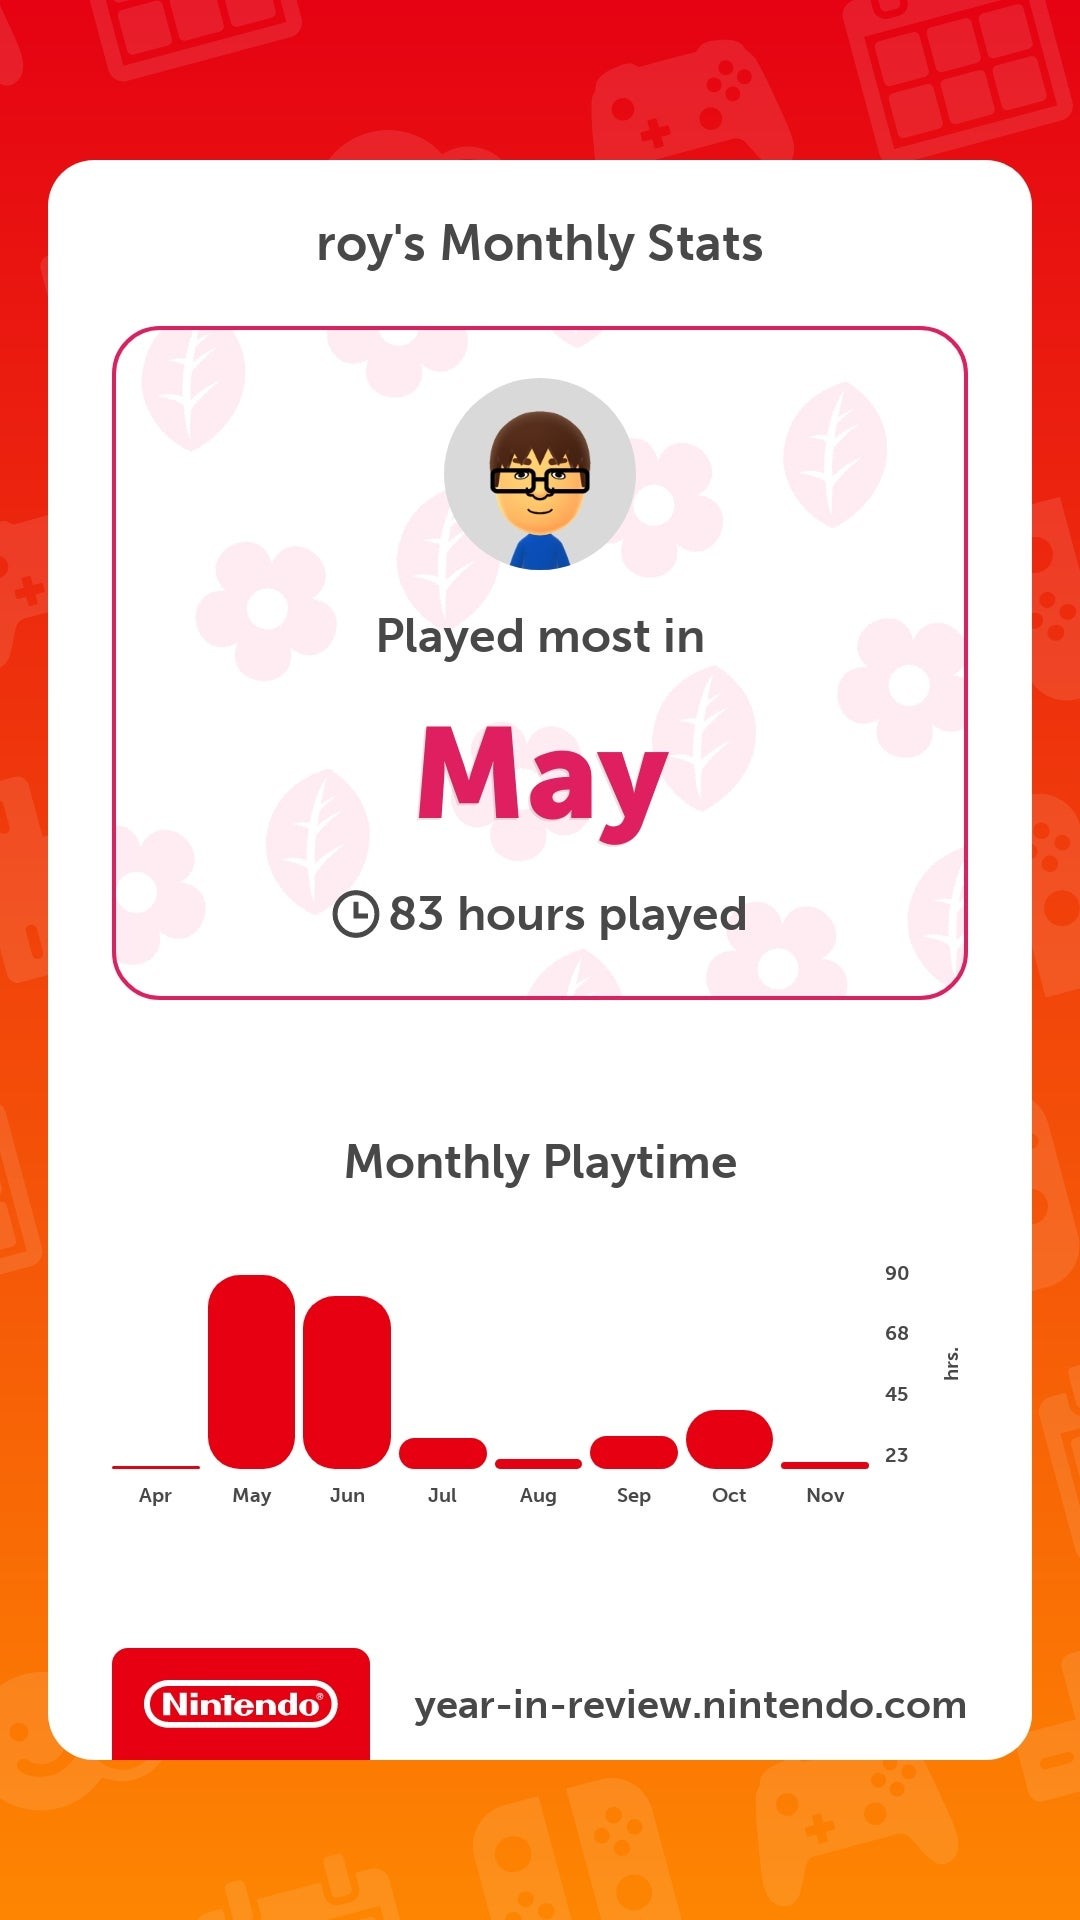 roy's Monthly Stats
Played most in
May
83 hours played
Monthly Playtime
90
68
45
23
hrs.
Apr May Jun Jul Aug Sep Oct Nov
Nintendo®
year-in-review.nintendo.com